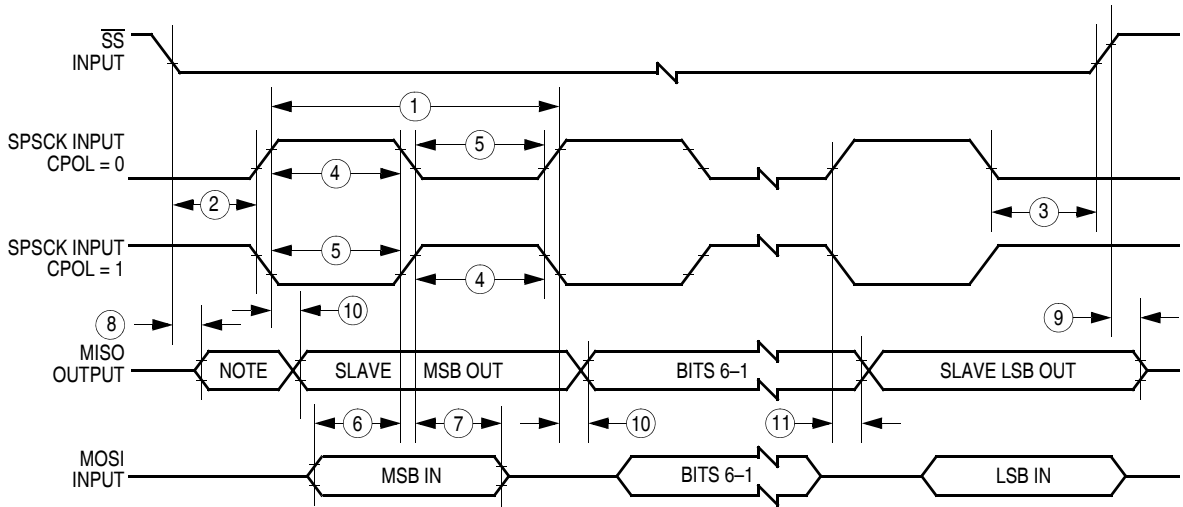 SS
INPUT
1
SPSCK INPUT
CPOL = 0
5
4
2
3
SPSCK INPUT
CPOL = 1
5
4
8
10
9
MISO
OUTPUT
NOTE
SLAVE MSB OUT
BITS 6–1
SLAVE LSB OUT
6
7
10
11
MOSI
INPUT
MSB IN
BITS 6–1
LSB IN